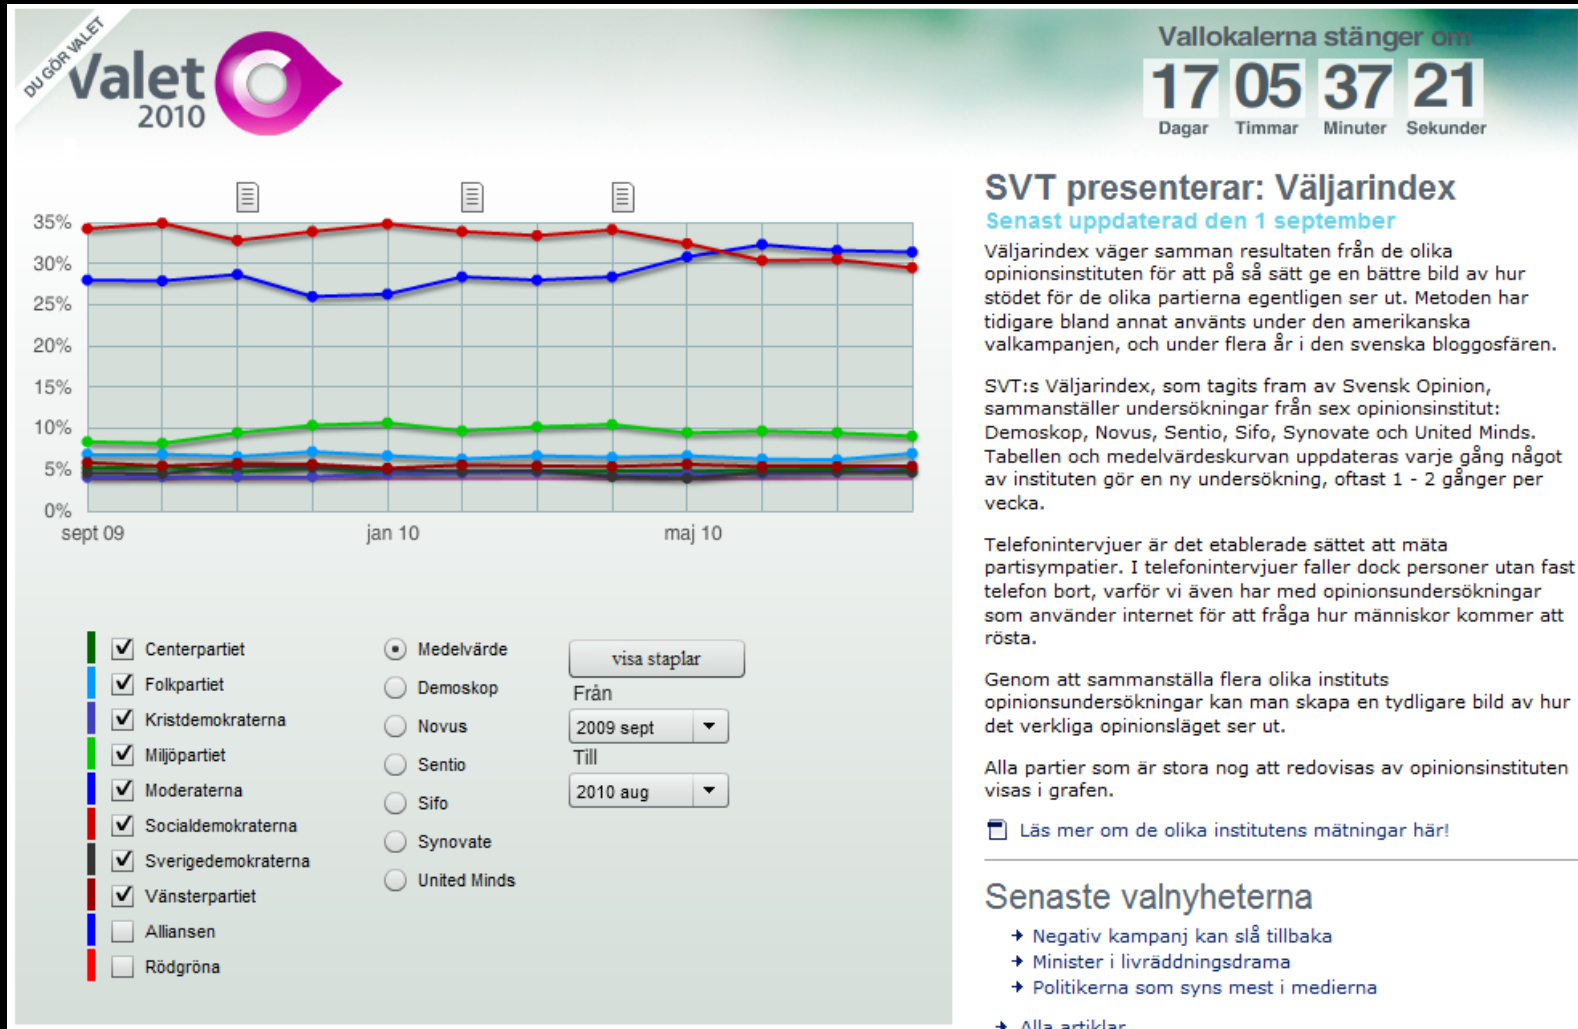 DU GÖR VALET
Valet
2010
Vallokalerna stänger om
17 05 37 21
Dagar Timmar Minuter Sekunder
35%
30%
25%
20%
15%
10%
5%
0%
sept 09 jan 10 maj 10
Centerpartiet
Folkpartiet
Kristdemokraterna
Miljöpartiet
Moderaterna
Socialdemokraterna
Sverigedemokraterna
Vänsterpartiet
Alliansen
Rödgröna
Medelvärde
Demoskop
Novus
Sentio
Sifo
Synovate
United Minds
visa staplar
Från
2009 sept
Till
2010 aug
SVT presenterar: Väljarindex
Senast uppdaterad den 1 september
Väljarindex väger samman resultaten från de olika
opinionsinstituten för att på så sätt ge en bättre bild av hur
stödet för de olika partierna egentligen ser ut. Metoden har
tidigare bland annat använts under den amerikanska
valkampanjen, och under flera år i den svenska bloggosfären.
SVT:s Väljarindex, som tagits fram av Svensk Opinion,
sammanställer undersökningar från sex opinionsinstitut:
Demoskop, Novus, Sentio, Sifo, Synovate och United Minds.
Tabellen och medelvärdeskurvan uppdateras varje gång något
av instituten gör en ny undersökning, oftast 1 - 2 gånger per
vecka.
Telefonintervjuer är det etablerade sättet att mäta
partisympatier. I telefonintervjuer faller dock personer utan fast
telefon bort, varför vi även har med opinionsundersökningar
som använder internet för att fråga hur människor kommer att
rösta.
Genom att sammanställa flera olika instituts
opinionsundersökningar kan man skapa en tydligare bild av hur
det verkliga opinionsläget ser ut.
Alla partier som är stora nog att redovisas av opinionsinstituten
visas i grafen.
Läs mer om de olika institutens mätningar här!
Senaste valnyheterna
Negativ kampanj kan slå tillbaka
Minister i livräddningsdrama
Politikerna som syns mest i medierna
Alla artiklar